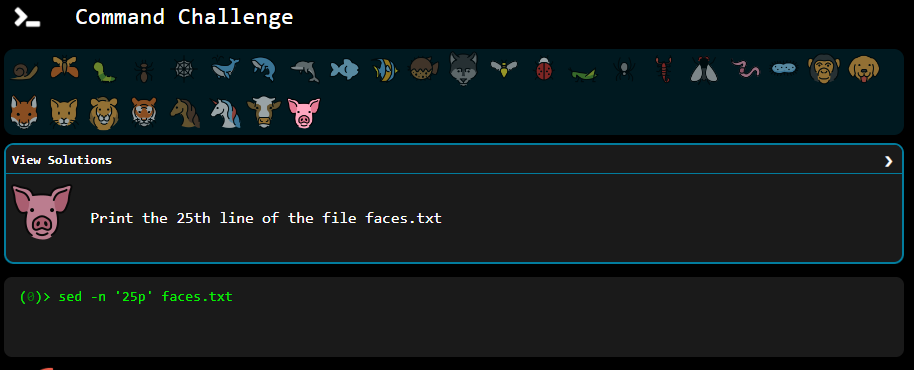 Command Challenge
View Solutions
Print the 25th line of the file faces.txt
(0)> sed -n '25p' faces.txt